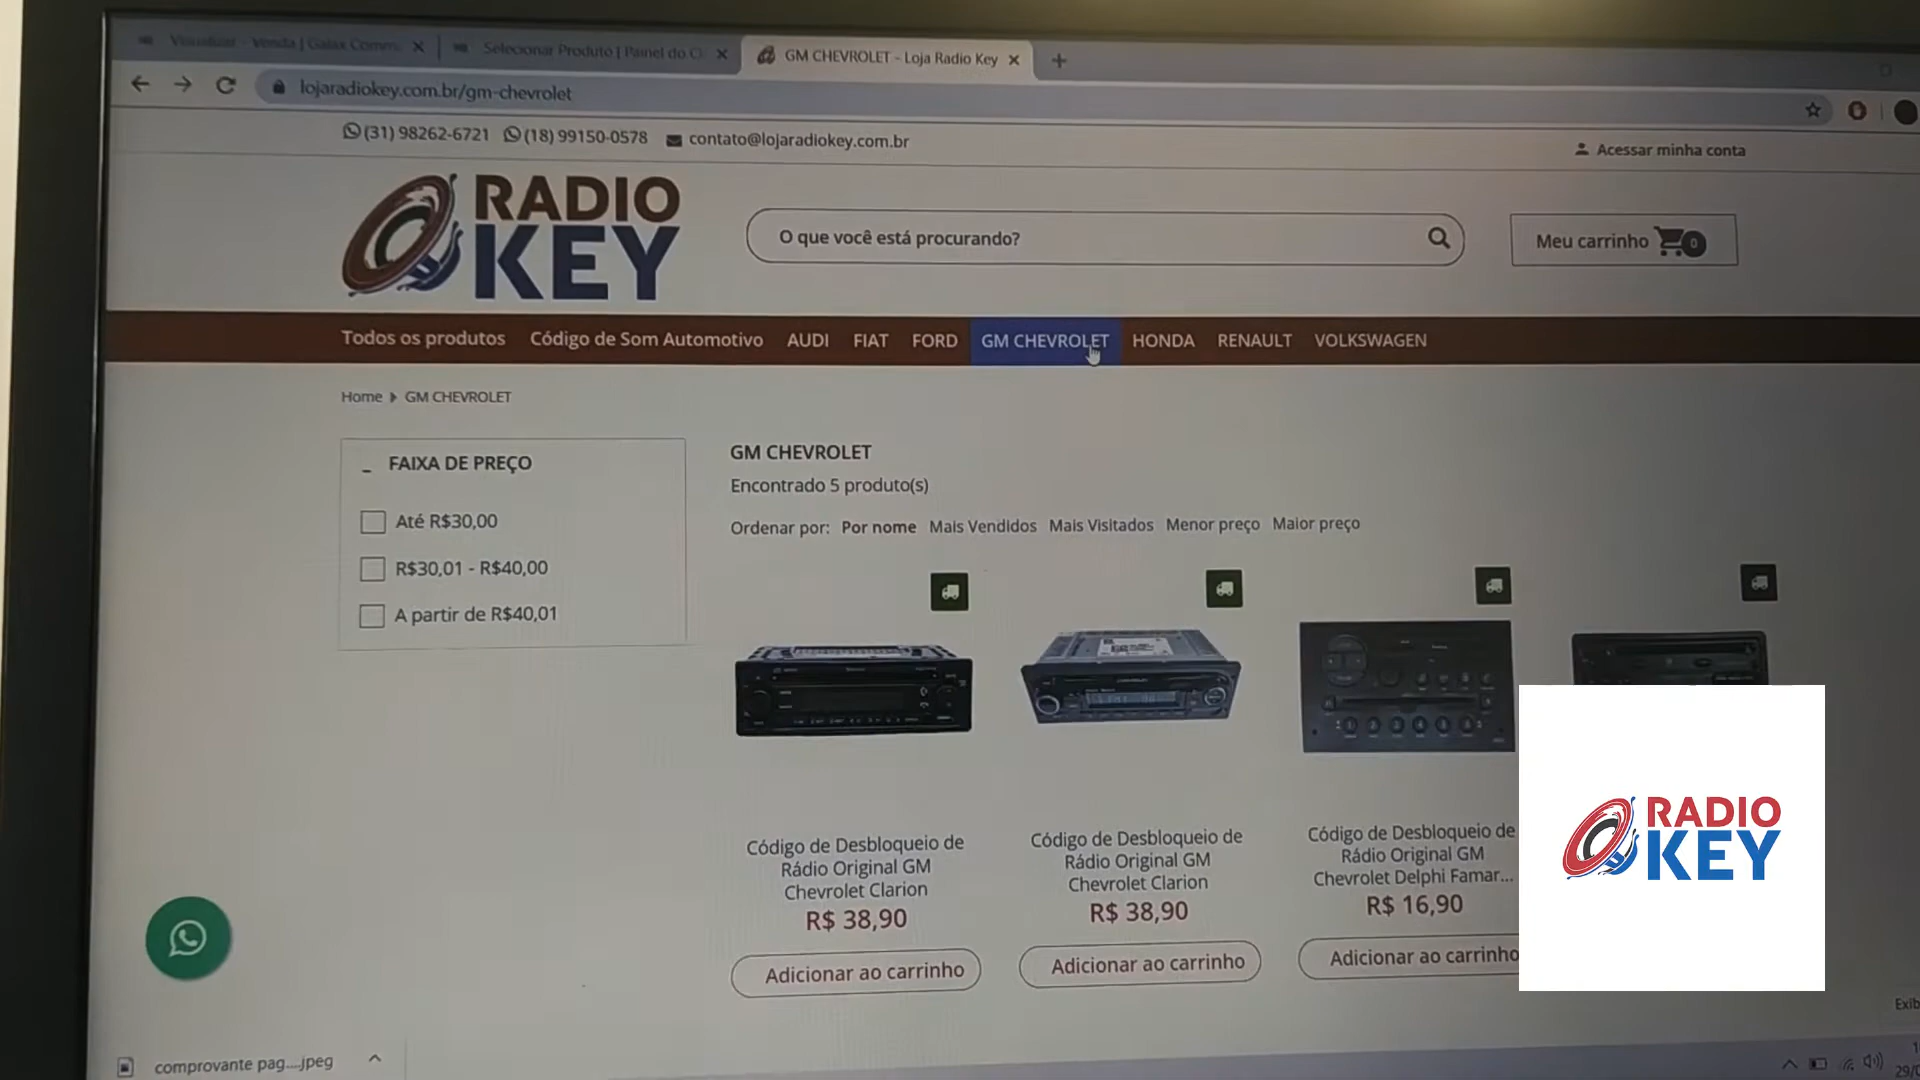 GM CHEVROLET - Loja Radio Key
lojaradiokey.com.br/gm-chevrolet
(31) 98262-6721 (18) 99150-0578 contato@lojaradiokey.com.br
Acessar minha conta
RADIO
KEY
O que você está procurando?
Meu carrinho 0
Todos os produtos Código de Som Automotivo AUDI FIAT FORD GM CHEVROLET HONDA RENAULT VOLKSWAGEN
Home GM CHEVROLET
FAIXA DE PREÇO
Até R$30,00
R$30,01 - R$40,00
A partir de R$40,01
GM CHEVROLET
Encontrado 5 produto(s)
Ordenar por: Por nome Mais Vendidos Mais Visitados Menor preço Maior preço
Código de Desbloqueio de
Rádio Original GM
Chevrolet Clarion
R$ 38,90
Adicionar ao carrinho
Código de Desbloqueio de
Rádio Original GM
Chevrolet Clarion
R$ 38,90
Adicionar ao carrinho
Código de Desbloqueio de
Rádio Original GM
Chevrolet Delphi Famar...
R$ 16,90
Adicionar ao carrinho
RADIO
KEY
comprovante pag....jpeg